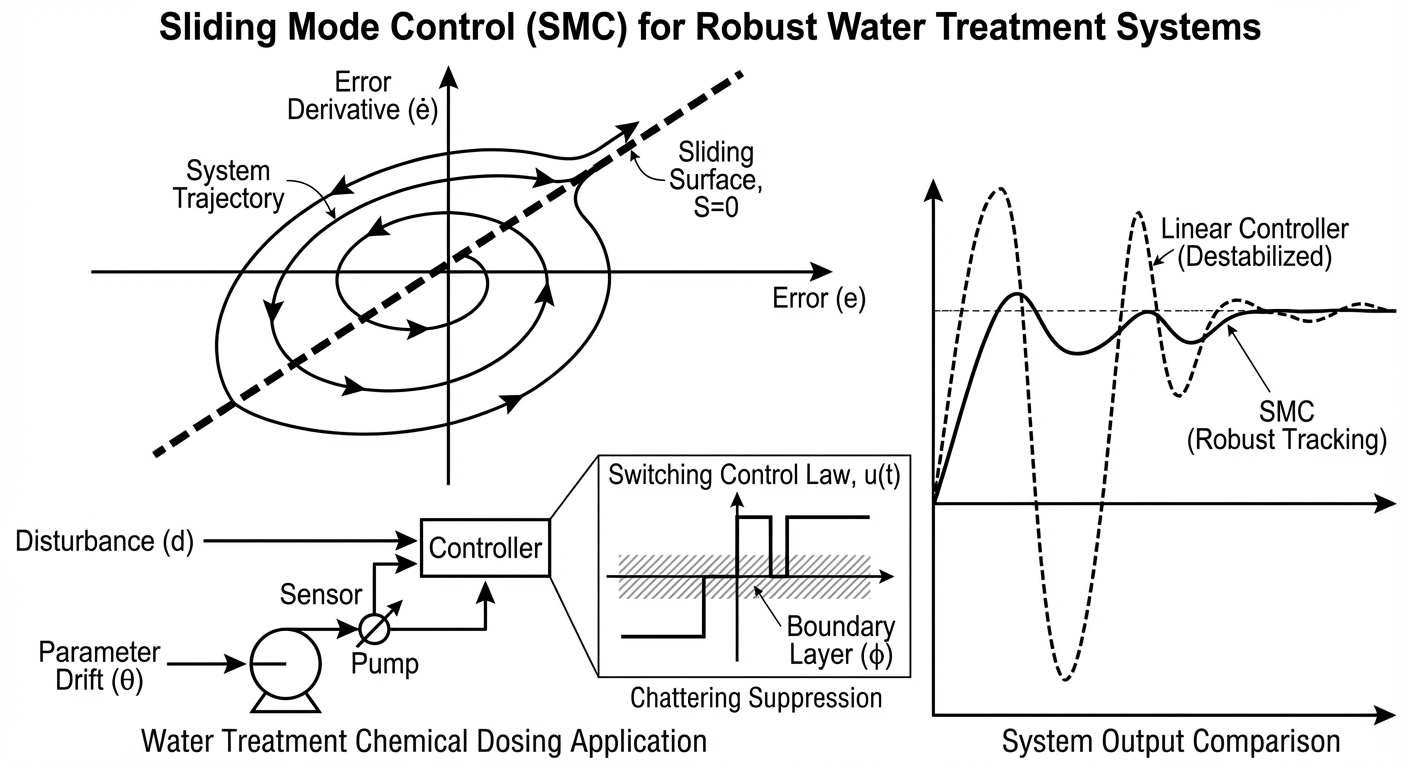 Sliding Mode Control (SMC) for Robust Water Treatment Systems
Error
Derivative (ė)
System
Trajectory
Sliding
Surface,
S=0
Error (e)
Linear Controller
(Destabilized)
SMC
(Robust Tracking)
Switching Control Law, u(t)
Boundary
Layer (ϕ)
Chattering Suppression
Disturbance (d)
Controller
Sensor
Pump
Parameter
Drift (θ)
Water Treatment Chemical Dosing Application
System Output Comparison